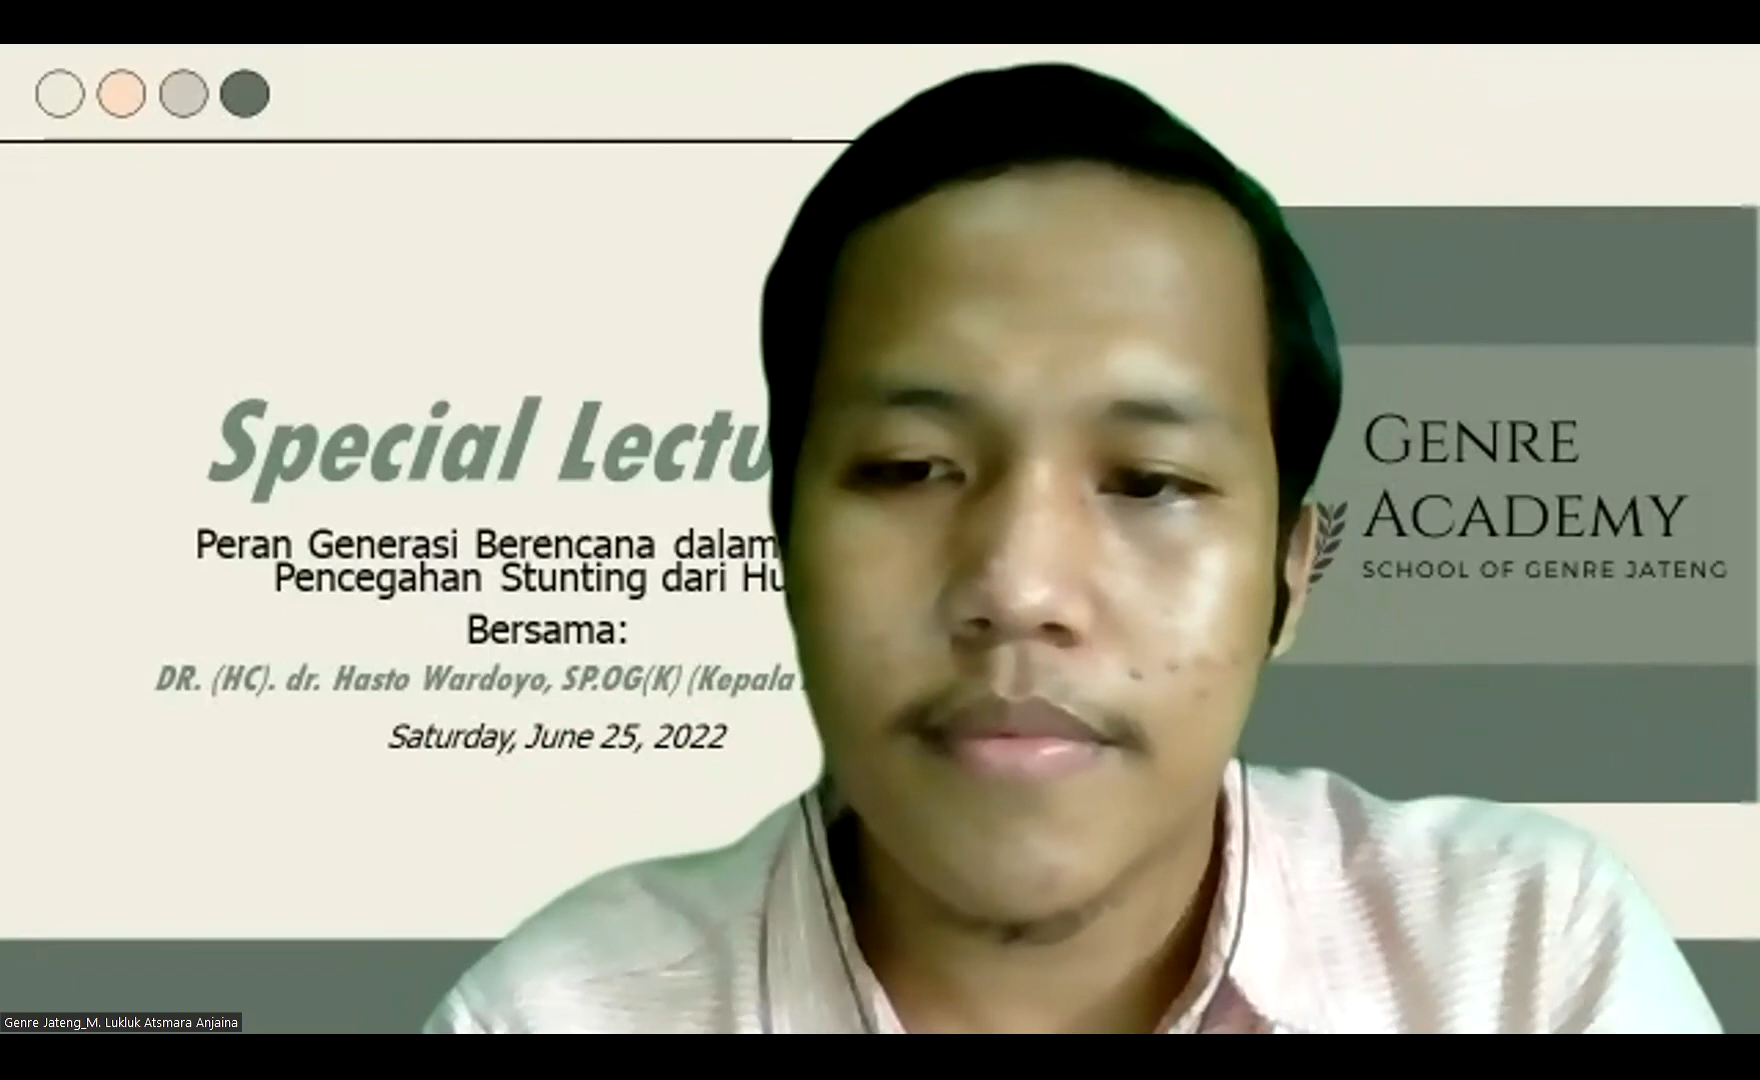 Special Lectu
Peran Generasi Berencana dalam
Pencegahan Stunting dari Hu
Bersama:
DR. (HC). dr. Hasto Wardoyo, SP.OG(K) (Kepala
Saturday, June 25, 2022
GENRE
ACADEMY
SCHOOL OF GENRE JATENG
Genre Jateng_M. Lukluk Atsmara Anjaina